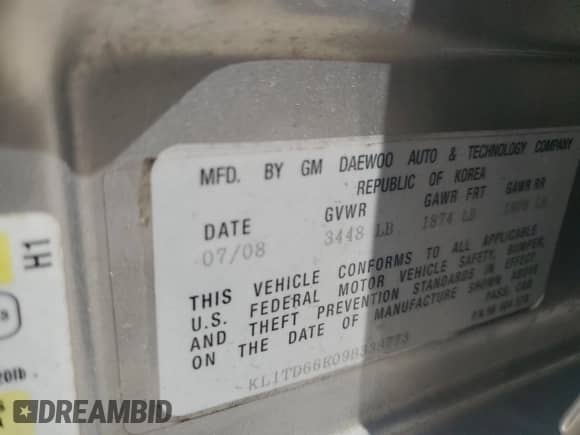 MFD. BY GM DAEWOO AUTO & TECHNOLOGY COMPANY
REPUBLIC OF KOREA
DATE GVWR GAWR FRT GAWR RR
07/08 3448 LB 1874 LB LB
THIS VEHICLE CONFORMS TO ALL APPLICABLE
U.S. FEDERAL MOTOR VEHICLE SAFETY, BUMPER,
AND THEFT PREVENTION STANDARDS IN EFFECT
ON THE DATE OF MANUFACTURE SHOWN ABOVE
PASS. CAR
H1
DREAMBID